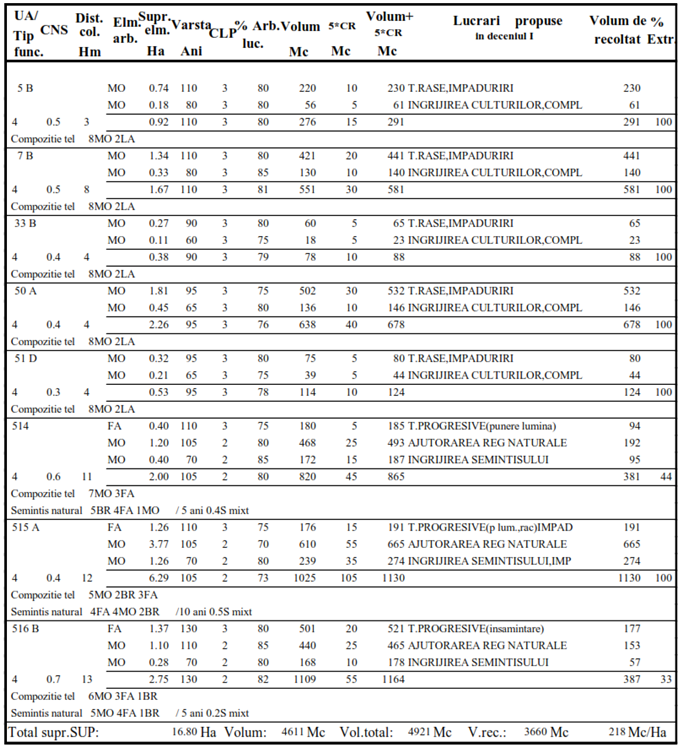 UA/ Tip func. CNS Dist. col. Hm Elm. arb. Supr. elm. Ha Varsta Ani CLP % Arb. luc. Volum Mc 5*CR Mc Volum+ 5*CR Mc Lucrari propuse in deceniul I Volum de recoltat % Extr.
5 B MO 0.74 110 3 80 220 10 230 T.RASE,IMPADURIRI 230
MO 0.18 80 3 80 56 5 61 INGRIJIREA CULTURILOR,COMPL 61
4 0.5 3 0.92 110 3 80 276 15 291 291 100
Compozitie tel 8MO 2LA
7 B MO 1.34 110 3 80 421 20 441 T.RASE,IMPADURIRI 441
MO 0.33 80 3 85 130 10 140 INGRIJIREA CULTURILOR,COMPL 140
4 0.5 8 1.67 110 3 81 551 30 581 581 100
Compozitie tel 8MO 2LA
33 B MO 0.27 90 3 80 60 5 65 T.RASE,IMPADURIRI 65
MO 0.11 60 3 75 18 5 23 INGRIJIREA CULTURILOR,COMPL 23
4 0.4 4 0.38 90 3 79 78 10 88 88 100
Compozitie tel 8MO 2LA
50 A MO 1.81 95 3 75 502 30 532 T.RASE,IMPADURIRI 532
MO 0.45 65 3 80 136 10 146 INGRIJIREA CULTURILOR,COMPL 146
4 0.4 4 2.26 95 3 76 638 40 678 678 100
Compozitie tel 8MO 2LA
51 D MO 0.32 95 3 80 75 5 80 T.RASE,IMPADURIRI 80
MO 0.21 65 3 75 39 5 44 INGRIJIREA CULTURILOR,COMPL 44
4 0.3 4 0.53 95 3 78 114 10 124 124 100
Compozitie tel 8MO 2LA
514 FA 0.40 110 3 75 180 5 185 T.PROGRESIVE(punere lumina) 94
MO 1.20 105 2 80 468 25 493 AJUTORAREA REG NATURALE 192
MO 0.40 70 2 85 172 15 187 INGRIJIREA SEMINTISULUI 95
4 0.6 11 2.00 105 2 80 820 45 865 381 44
Compozitie tel 7MO 3FA
Semintis natural 5BR 4FA 1MO / 5 ani 0.4S mixt
515 A FA 1.26 110 3 75 176 15 191 T.PROGRESIVE(p lum.,rac)IMPAD 191
MO 3.77 105 2 70 610 55 665 AJUTORAREA REG NATURALE 665
MO 1.26 70 2 80 239 35 274 INGRIJIREA SEMINTISULUI,IMP 274
4 0.4 12 6.29 105 2 73 1025 105 1130 1130 100
Compozitie tel 5MO 2BR 3FA
Semintis natural 4FA 4MO 2BR /10 ani 0.5S mixt
516 B FA 1.37 130 3 80 501 20 521 T.PROGRESIVE(insamintare) 177
MO 1.10 110 2 85 440 25 465 AJUTORAREA REG NATURALE 153
MO 0.28 70 2 80 168 10 178 INGRIJIREA SEMINTISULUI 57
4 0.7 13 2.75 130 2 82 1109 55 1164 387 33
Compozitie tel 6MO 3FA 1BR
Semintis natural 5MO 4FA 1BR / 5 ani 0.2S mixt
Total supr.SUP: 16.80 Ha Volum: 4611 Mc Vol.total: 4921 Mc V.rec.: 3660 Mc 218 Mc/Ha